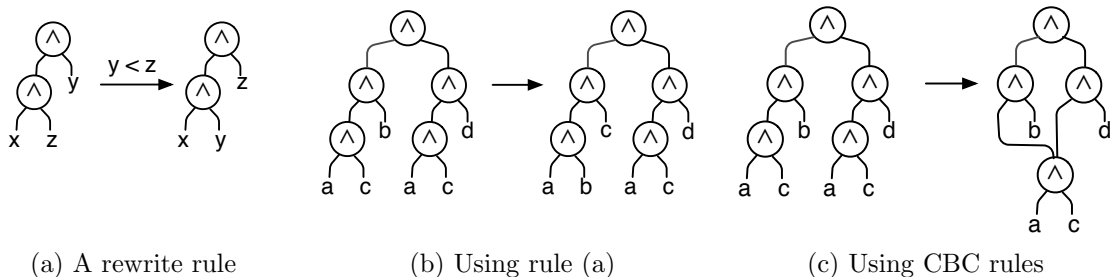 ∧ ∧
y y < z z
∧ ∧
x z x y
(a) A rewrite rule
∧ ∧
∧ ∧ ∧ ∧
b d c d
∧ ∧ ∧ ∧
a c a c a b a c
(b) Using rule (a)
∧ ∧
∧ ∧ ∧ ∧
b d b d
∧ ∧ ∧
a c a c a c
(c) Using CBC rules